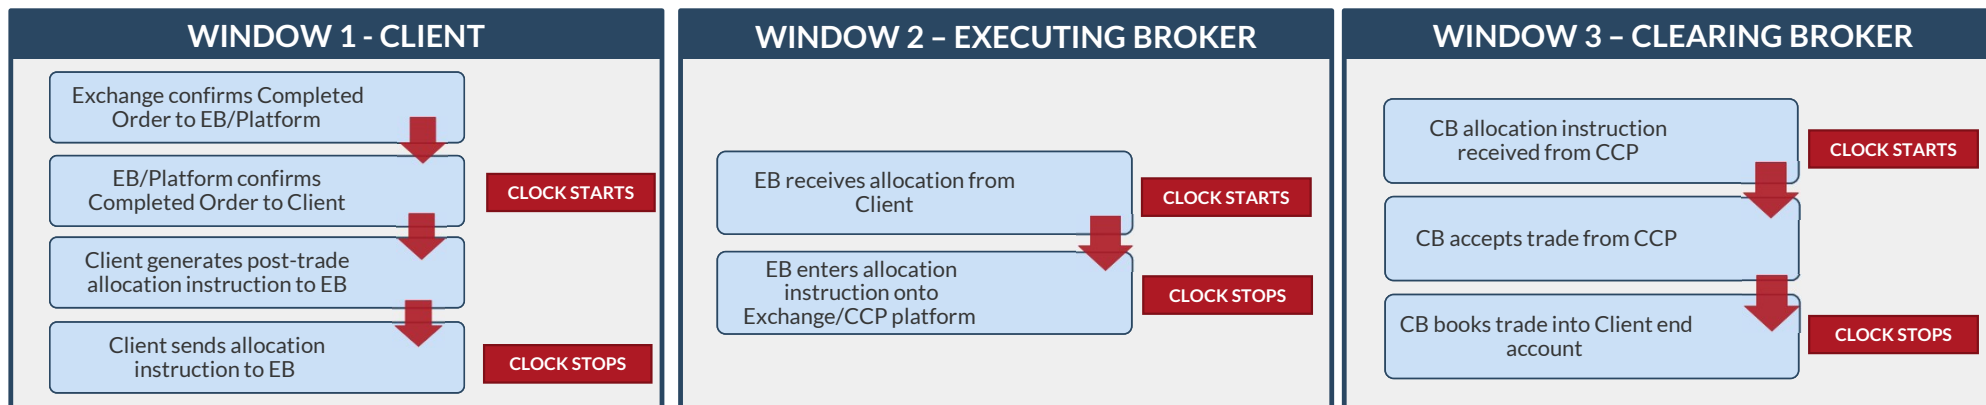 WINDOW 1 - CLIENT
Exchange confirms Completed
Order to EB/Platform
EB/Platform confirms
Completed Order to Client
CLOCK STARTS
Client generates post-trade
allocation instruction to EB
Client sends allocation
instruction to EB
CLOCK STOPS
WINDOW 2 – EXECUTING BROKER
EB receives allocation from
Client
CLOCK STARTS
EB enters allocation
instruction onto
Exchange/CCP platform
CLOCK STOPS
WINDOW 3 – CLEARING BROKER
CB allocation instruction
received from CCP
CLOCK STARTS
CB accepts trade from CCP
CB books trade into Client end
account
CLOCK STOPS